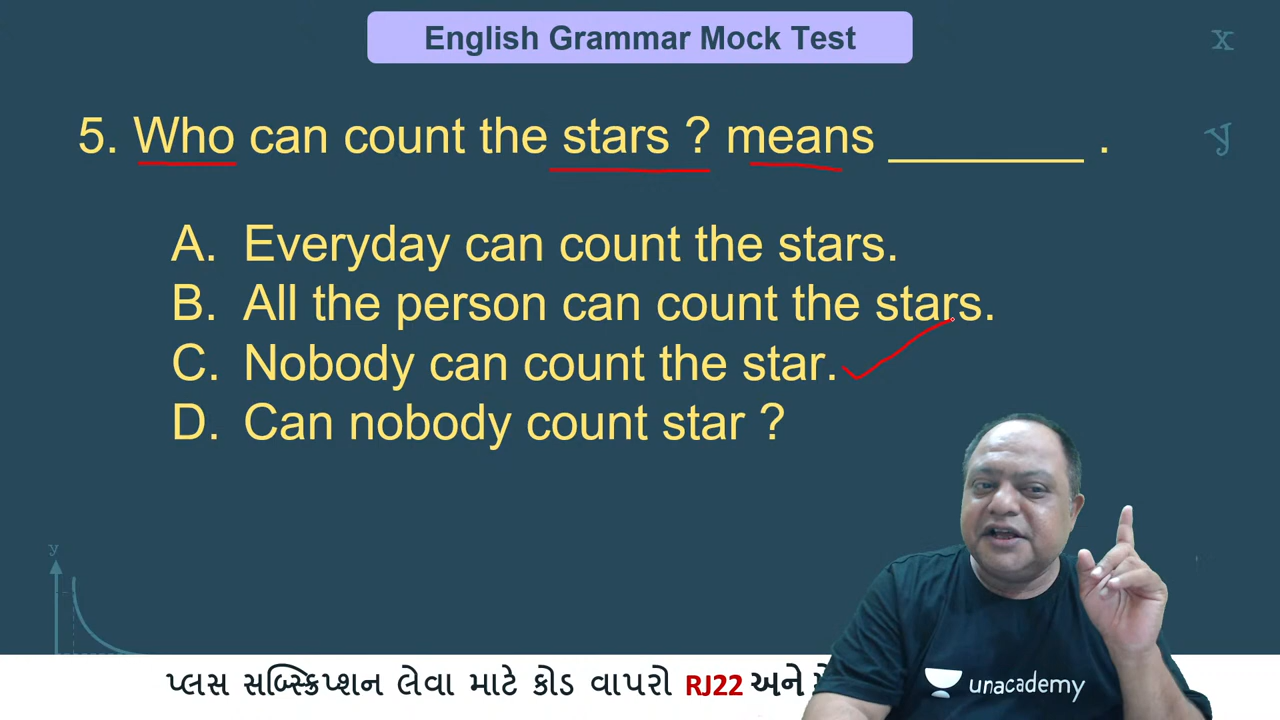 English Grammar Mock Test
x
y
5. Who can count the stars ? means _______ .
A. Everyday can count the stars.
B. All the person can count the stars.
C. Nobody can count the star.
D. Can nobody count star ?
y
unacademy
પ્લસ સબ્સ્ક્રિપ્શન લેવા માટે કોડ વાપરો RJ22 અને